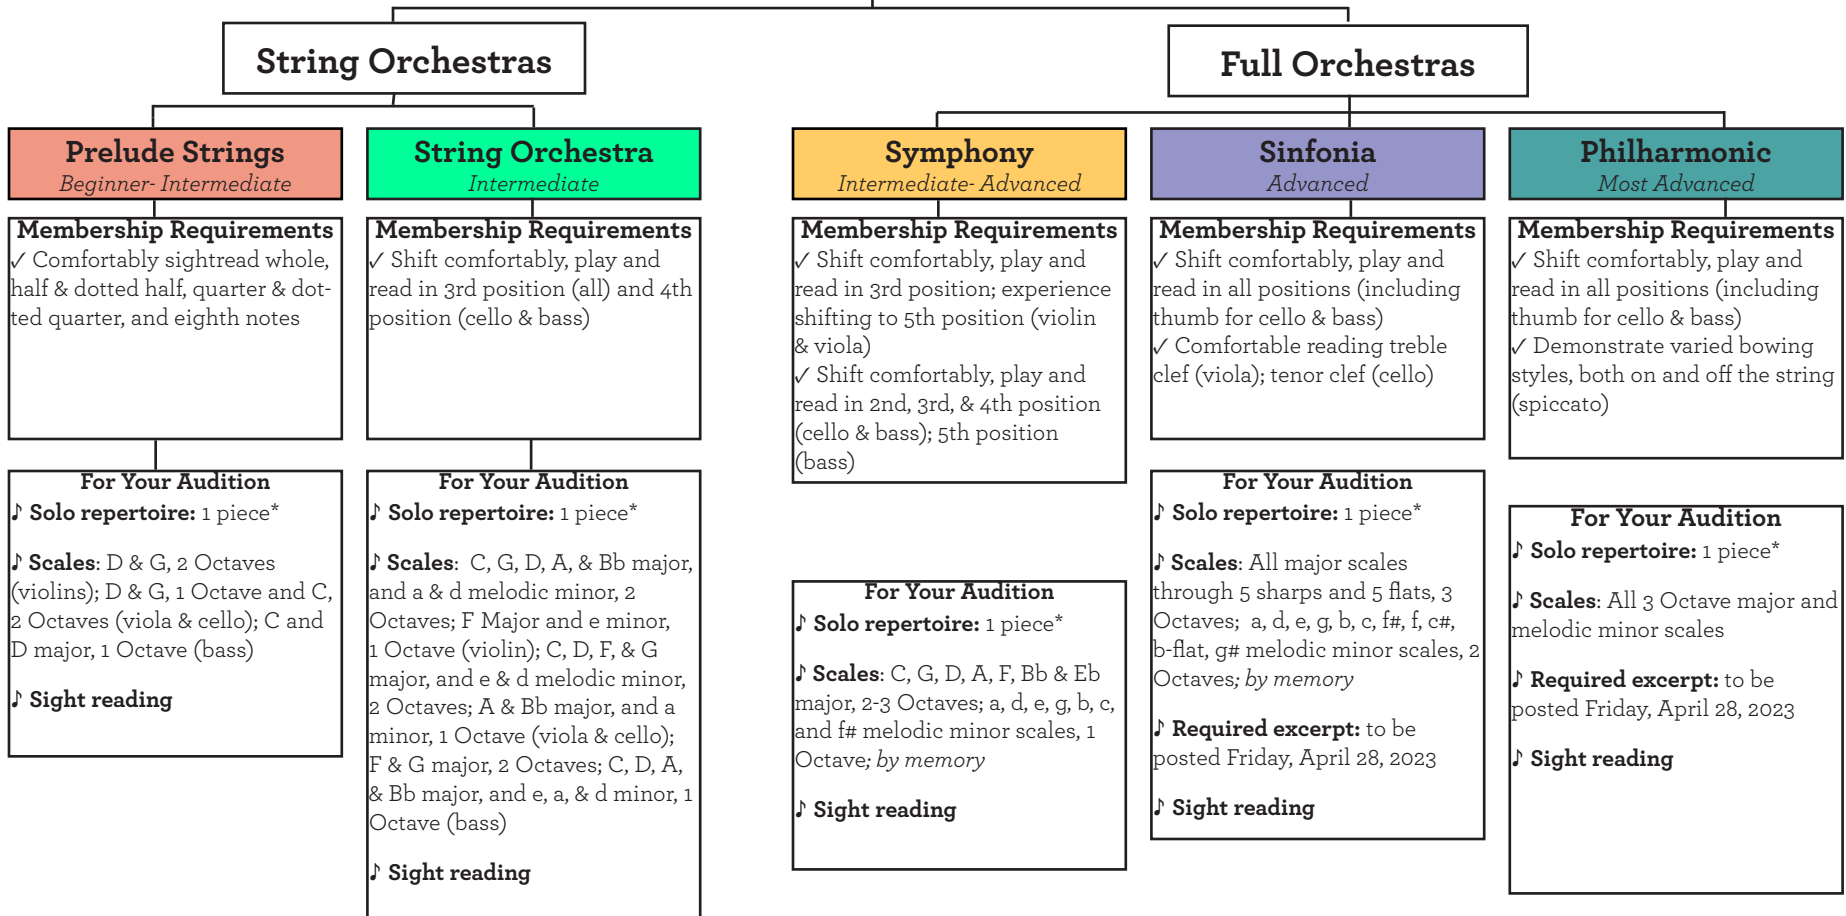 String Orchestras
Full Orchestras
Prelude Strings
Beginner- Intermediate
String Orchestra
Intermediate
Symphony
Intermediate- Advanced
Sinfonia
Advanced
Philharmonic
Most Advanced
Membership Requirements
✓ Comfortably sightread whole,
half & dotted half, quarter & dot-
ted quarter, and eighth notes
Membership Requirements
✓ Shift comfortably, play and
read in 3rd position (all) and 4th
position (cello & bass)
Membership Requirements
✓ Shift comfortably, play and
read in 3rd position; experience
shifting to 5th position (violin
& viola)
✓ Shift comfortably, play and
read in 2nd, 3rd, & 4th position
(cello & bass); 5th position
(bass)
Membership Requirements
✓ Shift comfortably, play and
read in all positions (including
thumb for cello & bass)
✓ Comfortable reading treble
clef (viola); tenor clef (cello)
Membership Requirements
✓ Shift comfortably, play and
read in all positions (including
thumb for cello & bass)
✓ Demonstrate varied bowing
styles, both on and off the string
(spiccato)
For Your Audition
♪ Solo repertoire: 1 piece*
♪ Scales: D & G, 2 Octaves
(violins); D & G, 1 Octave and C,
2 Octaves (viola & cello); C and
D major, 1 Octave (bass)
♪ Sight reading
For Your Audition
♪ Solo repertoire: 1 piece*
♪ Scales: C, G, D, A, & Bb major,
and a & d melodic minor, 2
Octaves; F Major and e minor,
1 Octave (violin); C, D, F, & G
major, and e & d melodic minor,
2 Octaves; A & Bb major, and a
minor, 1 Octave (viola & cello);
F & G major, 2 Octaves; C, D, A,
& Bb major, and e, a, & d minor, 1
Octave (bass)
♪ Sight reading
For Your Audition
♪ Solo repertoire: 1 piece*
♪ Scales: C, G, D, A, F, Bb & Eb
major, 2-3 Octaves; a, d, e, g, b, c,
and f# melodic minor scales, 1
Octave; by memory
♪ Sight reading
For Your Audition
♪ Solo repertoire: 1 piece*
♪ Scales: All major scales
through 5 sharps and 5 flats, 3
Octaves; a, d, e, g, b, c, f#, f, c#,
b-flat, g# melodic minor scales, 2
Octaves; by memory
♪ Required excerpt: to be
posted Friday, April 28, 2023
♪ Sight reading
For Your Audition
♪ Solo repertoire: 1 piece*
♪ Scales: All 3 Octave major and
melodic minor scales
♪ Required excerpt: to be
posted Friday, April 28, 2023
♪ Sight reading